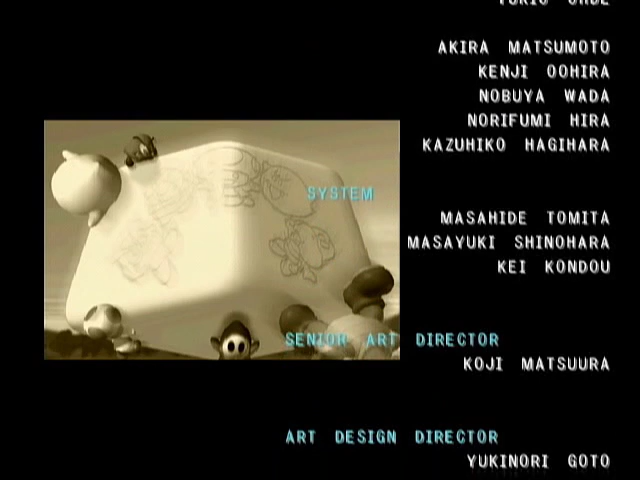 AKIRA MATSUMOTO
KENJI OOHIRA
NOBUYA WADA
NORIFUMI HIRA
KAZUHIKO HAGIHARA
SYSTEM
MASAHIDE TOMITA
MASAYUKI SHINOHARA
KEI KONDOU
SENIOR ART DIRECTOR
KOJI MATSUURA
ART DESIGN DIRECTOR
YUKINORI GOTO